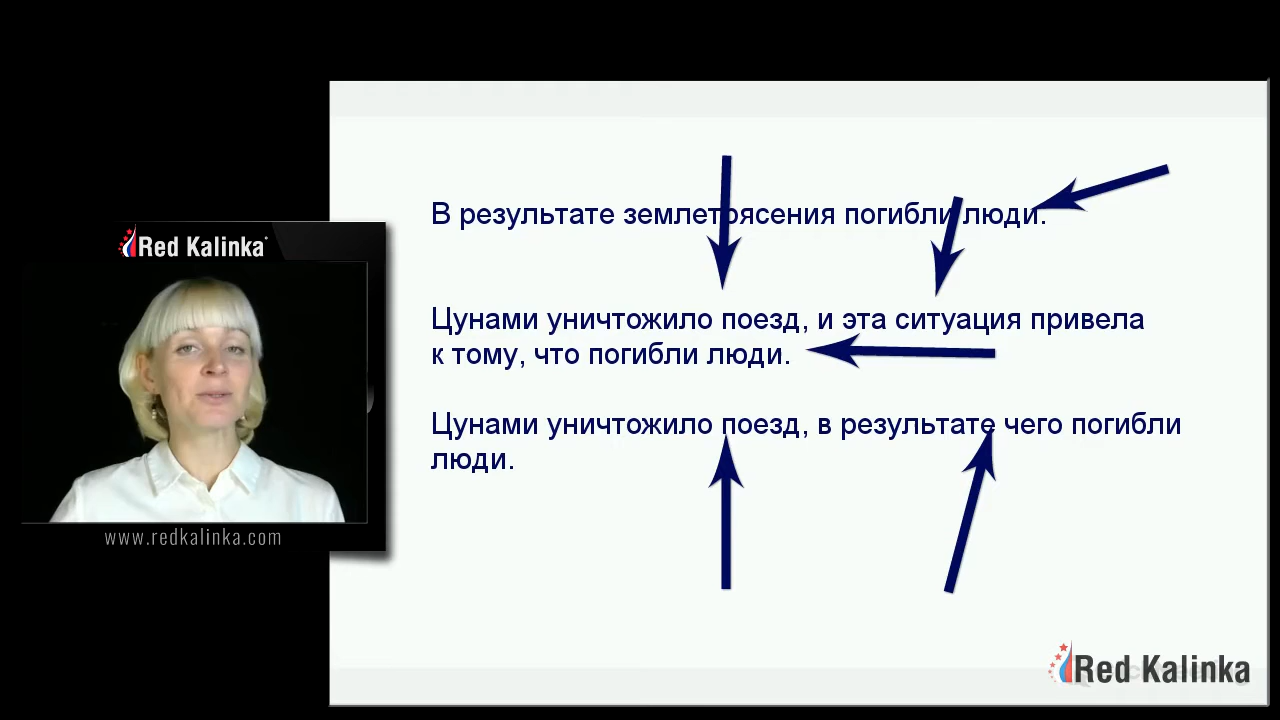 Red Kalinka
www.redkalinka.com
В результате землетрясения погибли люди.
Цунами уничтожило поезд, и эта ситуация привела
к тому, что погибли люди.
Цунами уничтожило поезд, в результате чего погибли
люди.
Red Kalinka